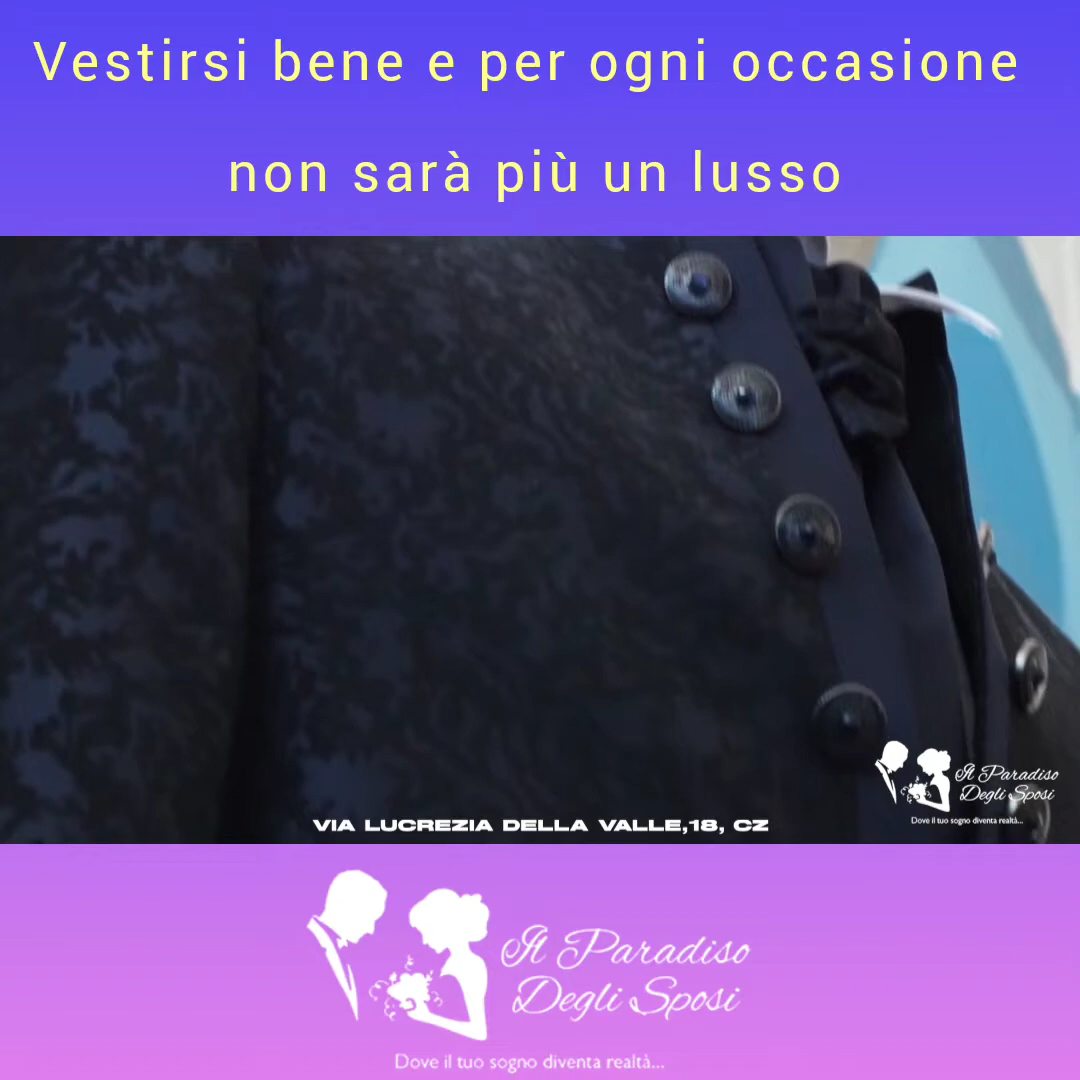 Vestirsi bene e per ogni occasione
non sarà più un lusso
Il Paradiso
Degli Sposi
Dove il tuo sogno diventa realtà...
VIA LUCREZIA DELLA VALLE,18, CZ
Il Paradiso
Degli Sposi
Dove il tuo sogno diventa realtà...